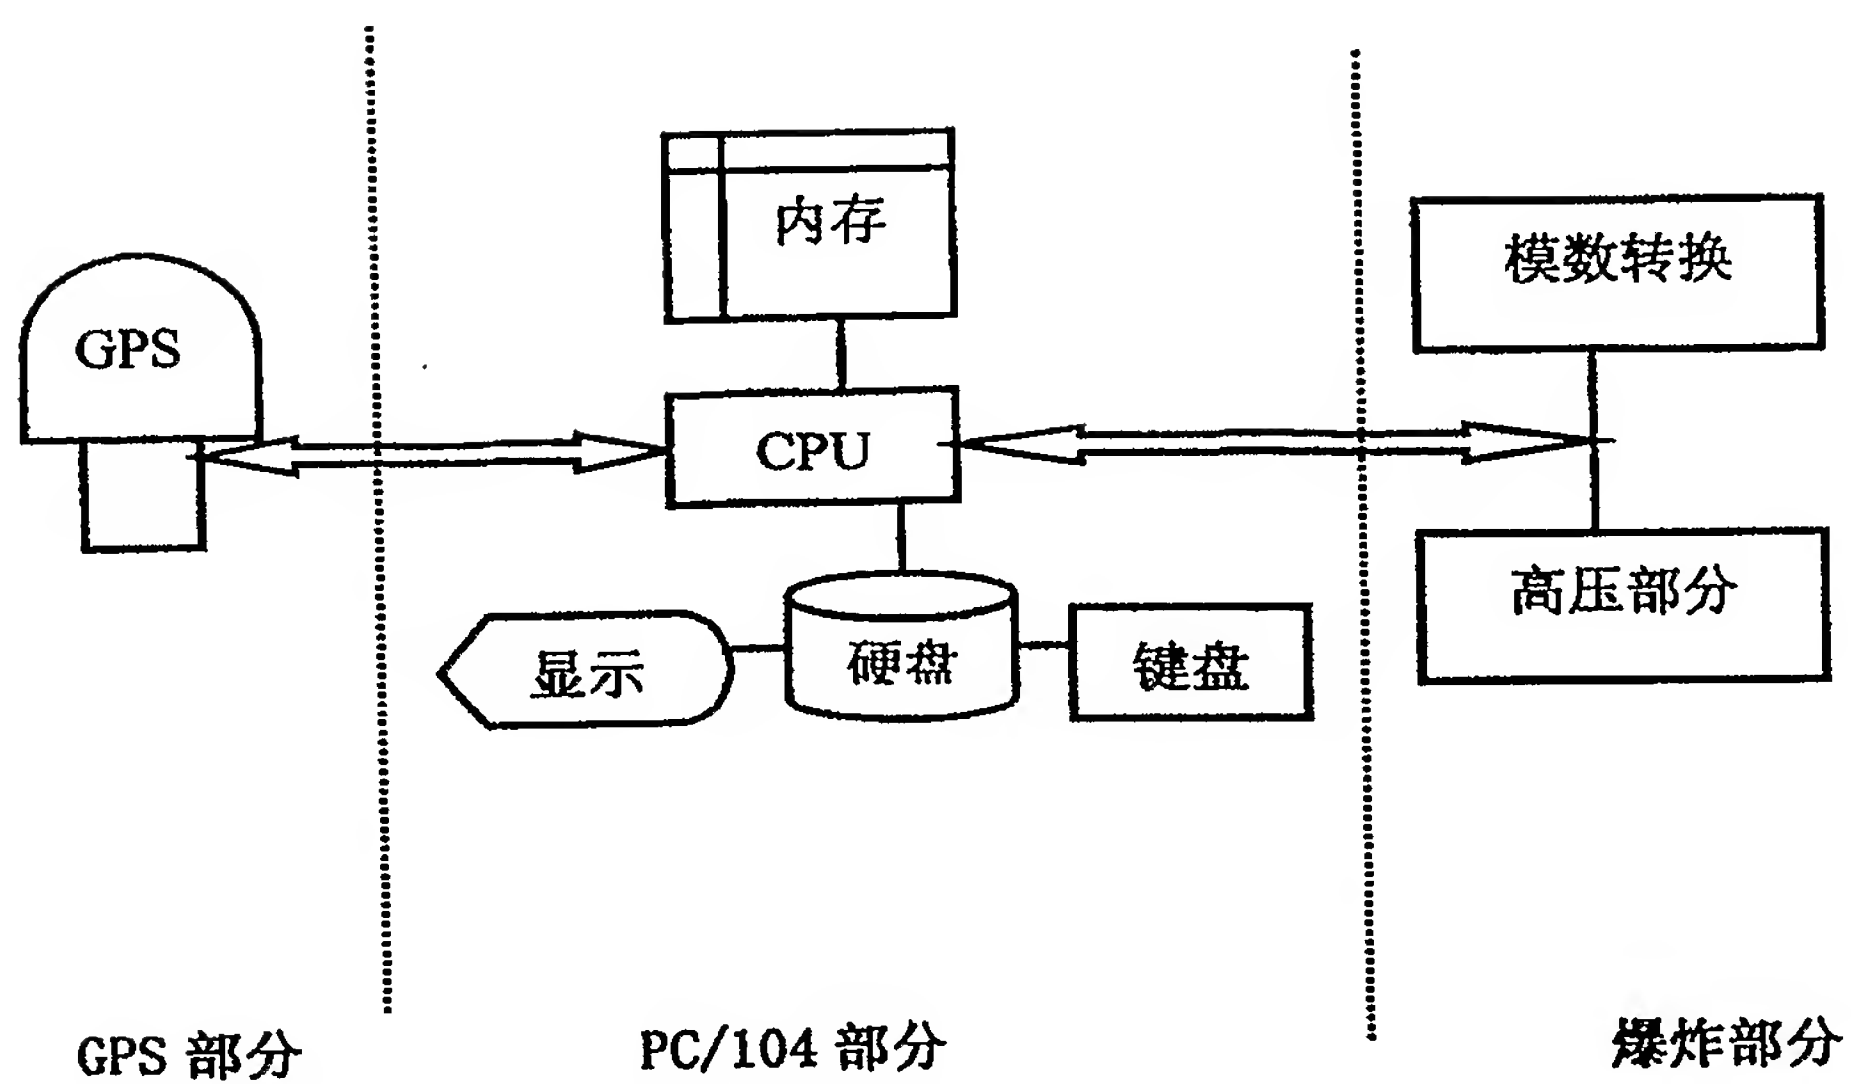 内存
模数转换
GPS
CPU
高压部分
显示
硬盘
键盘
GPS 部分
PC/104 部分
爆炸部分